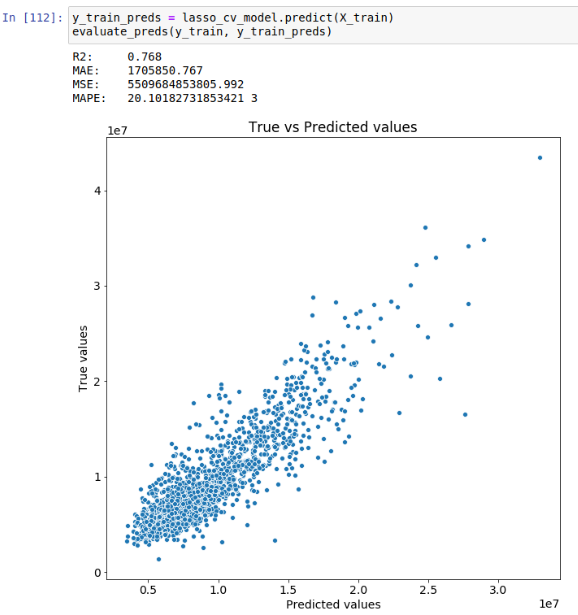 In [112]: y_train_preds = lasso_cv_model.predict(X_train)
evaluate_preds(y_train, y_train_preds)
R2: 0.768
MAE: 1705850.767
MSE: 5509684853805.992
MAPE: 20.10182731853421 3
True vs Predicted values
1e7
4
3
2
1
0
True values
0.5 1.0 1.5 2.0 2.5 3.0
1e7
Predicted values